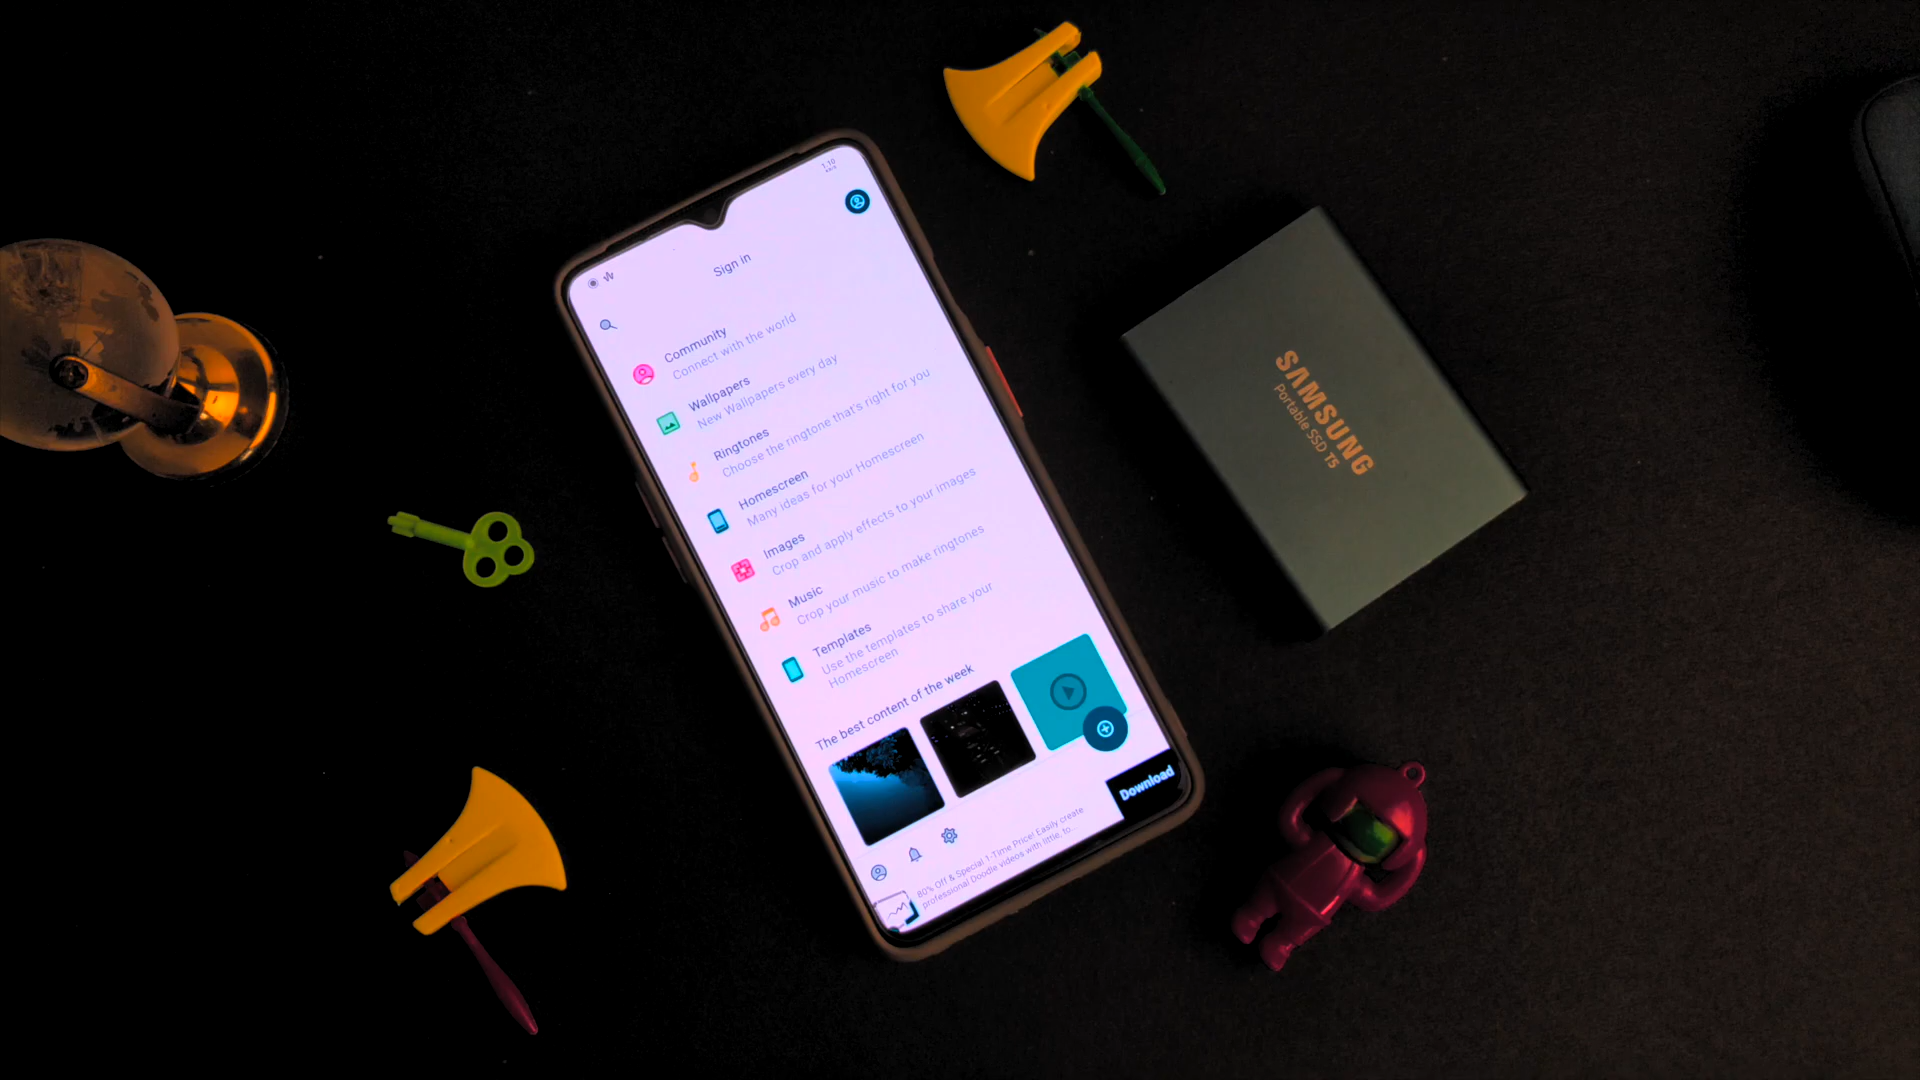 1.10
Sign in
Community
Connect with the world
Wallpapers
New Wallpapers every day
Ringtones
Choose the ringtone that's right for you
Homescreen
Many ideas for your Homescreen
Images
Crop and apply effects to your images
Music
Crop your music to make ringtones
Templates
Use the templates to share your
Homescreen
The best content of the week
Download
80% Off & Special 1-Time Price! Easily create
professional Doodle videos with little, to...
SAMSUNG
Portable SSD T5